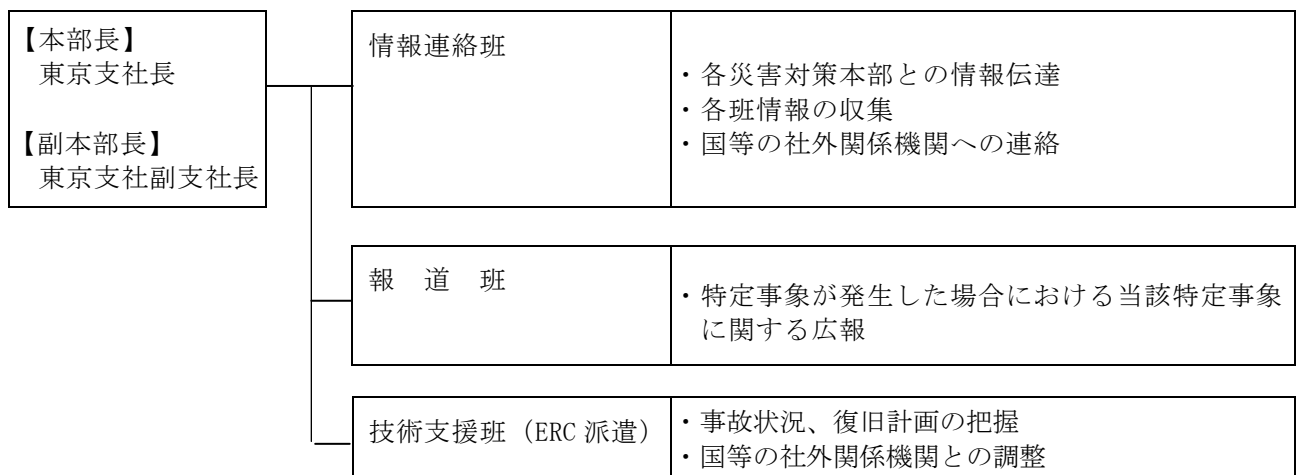 【本部長】
東京支社長
【副本部長】
東京支社副支社長
情報連絡班
・各災害対策本部との情報伝達
・各班情報の収集
・国等の社外関係機関への連絡
報　道　班
・特定事象が発生した場合における当該特定事象
に関する広報
技術支援班（ERC 派遣）
・事故状況、復旧計画の把握
・国等の社外関係機関との調整